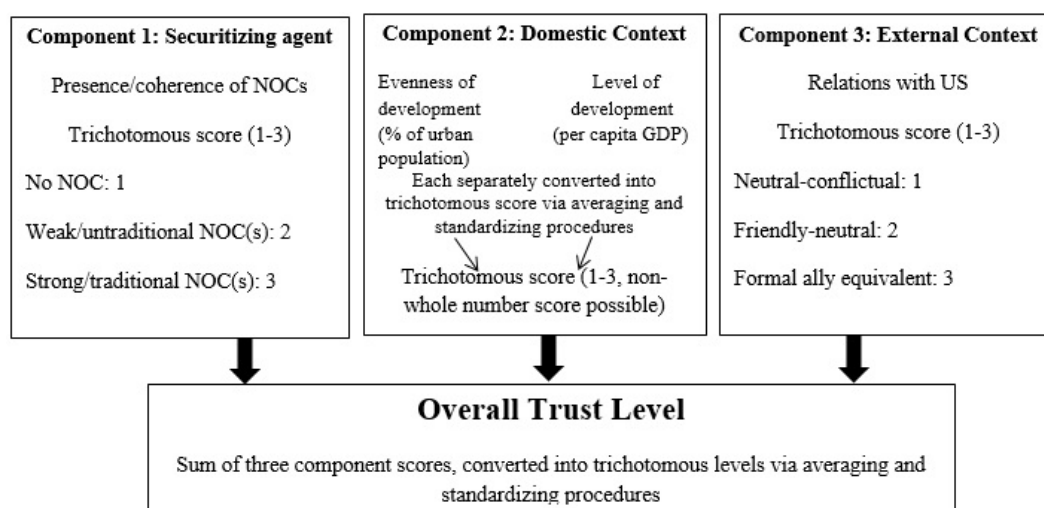 Component 1: Securitizing agent
Presence/coherence of NOCs
Trichotomous score (1-3)
No NOC: 1
Weak/untraditional NOC(s): 2
Strong/traditional NOC(s): 3
Component 2: Domestic Context
Evenness of
development
(% of urban
population)
Level of
development
(per capita GDP)
Each separately converted into
trichotomous score via averaging and
standardizing procedures
Trichotomous score (1-3, non-
whole number score possible)
Component 3: External Context
Relations with US
Trichotomous score (1-3)
Neutral-conflictual: 1
Friendly-neutral: 2
Formal ally equivalent: 3
Overall Trust Level
Sum of three component scores, converted into trichotomous levels via averaging and
standardizing procedures